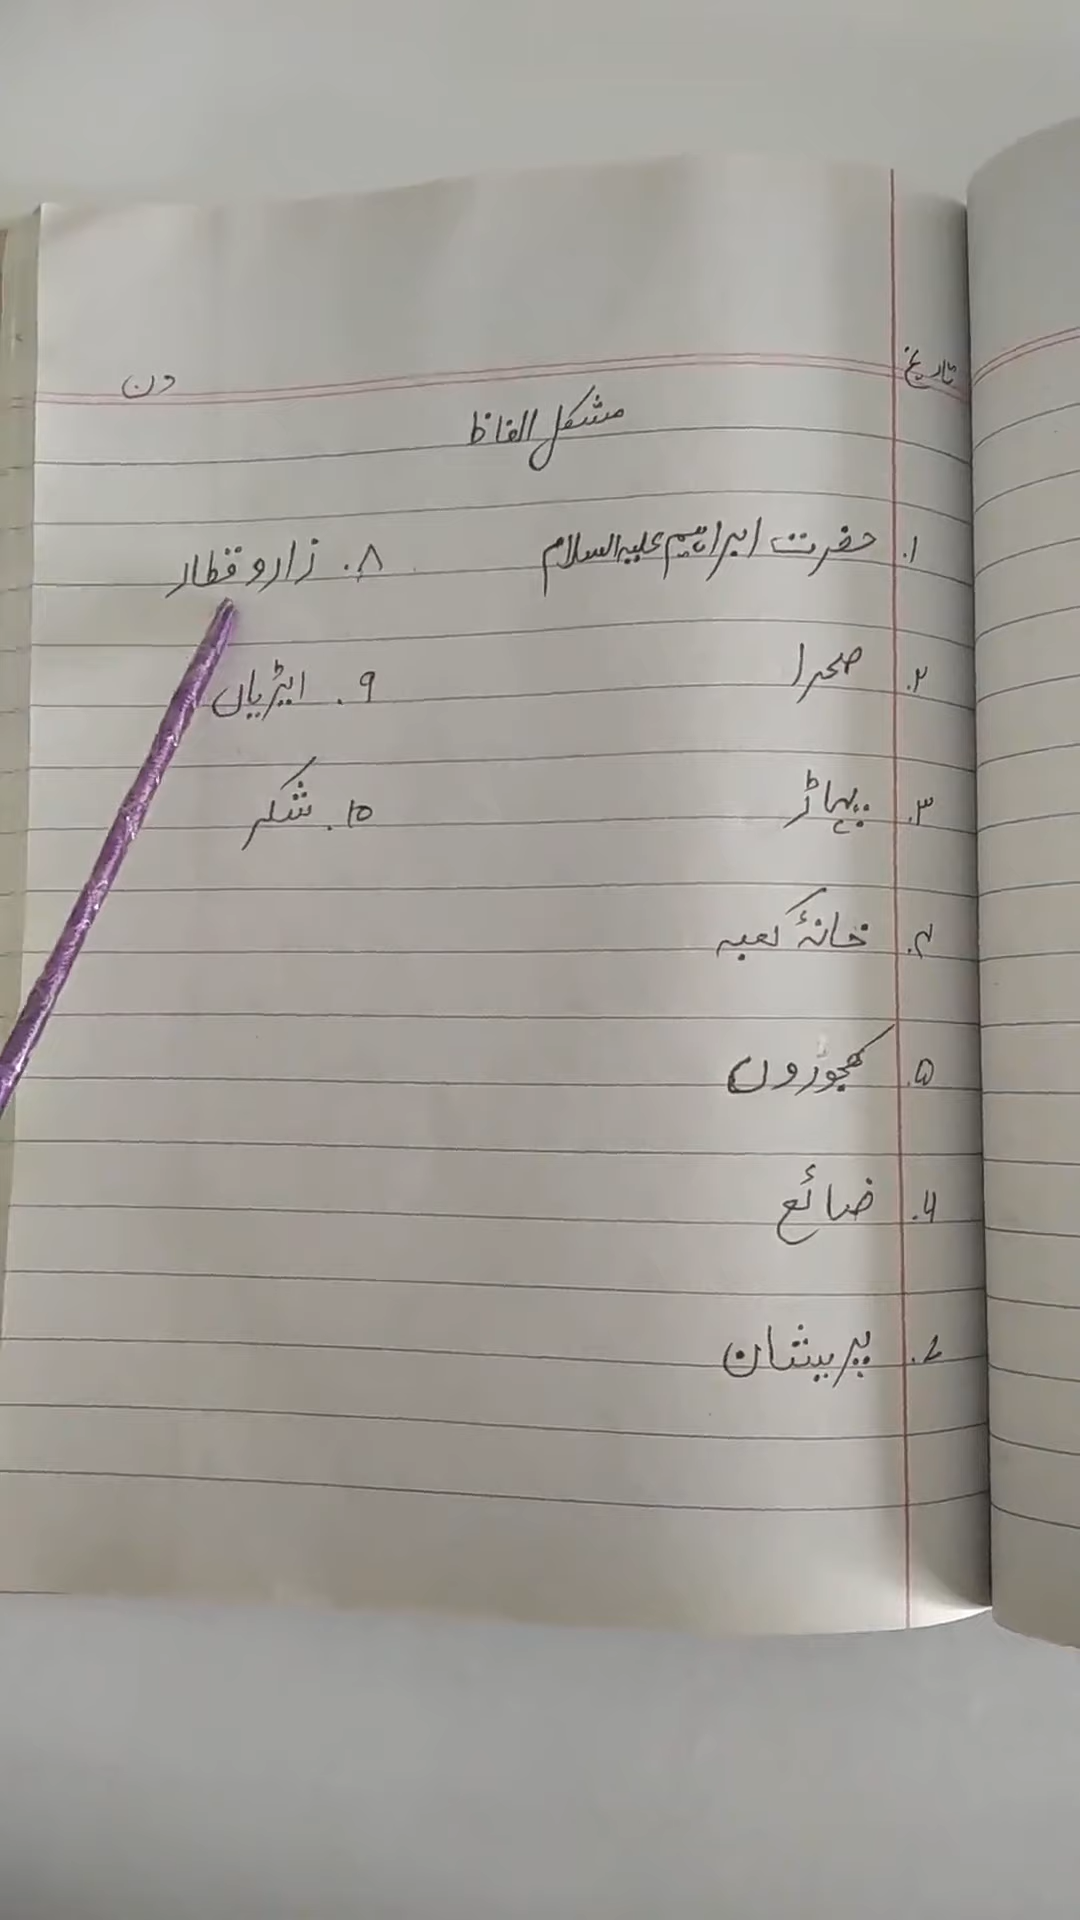 تاریخ
دن
مشکل الفاظ
۱. حضرت ابراہیم علیہ السلام
۲. صحرا
۳. پہاڑ
۴. خانۂ کعبہ
۵. کھجوروں
۶. ضائع
۷. پریشان
۸. زاروقطار
۹. ایڑیاں
۱۰. شکر